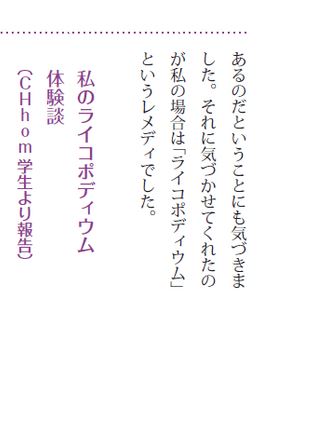 あるのだということにも気づきま
した。それに気づかせてくれたの
が私の場合は「ライコポディウム」
というレメディでした。
私のライコポディウム
体験談
（CHhom学生より報告）